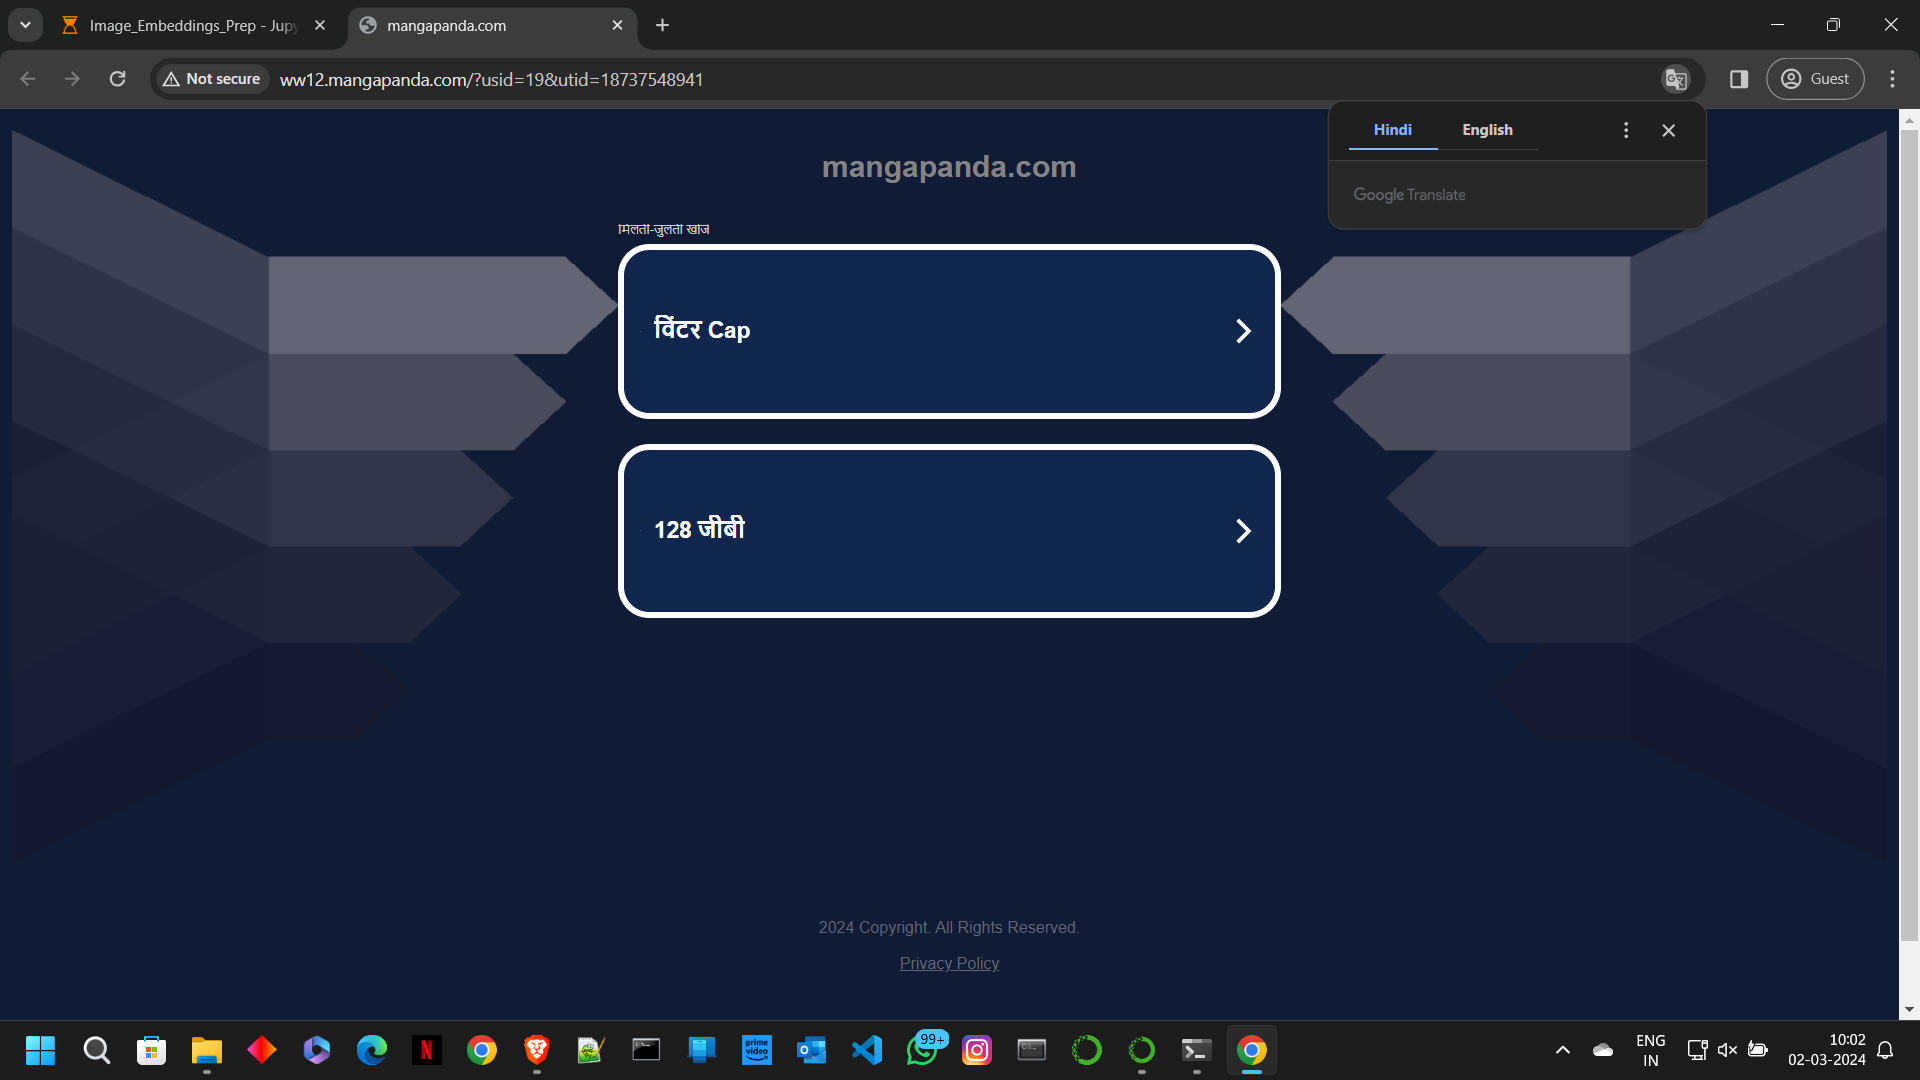 Image_Embeddings_Prep - Jupy
mangapanda.com
Not secure
ww12.mangapanda.com/?usid=19&utid=18737548941
Guest
Hindi
English
Google Translate
mangapanda.com
मिलती-जुलती खोजें
विंटर Cap
128 जीबी
2024 Copyright. All Rights Reserved.
Privacy Policy
N
prime video
99+
ENG
IN
10:02
02-03-2024